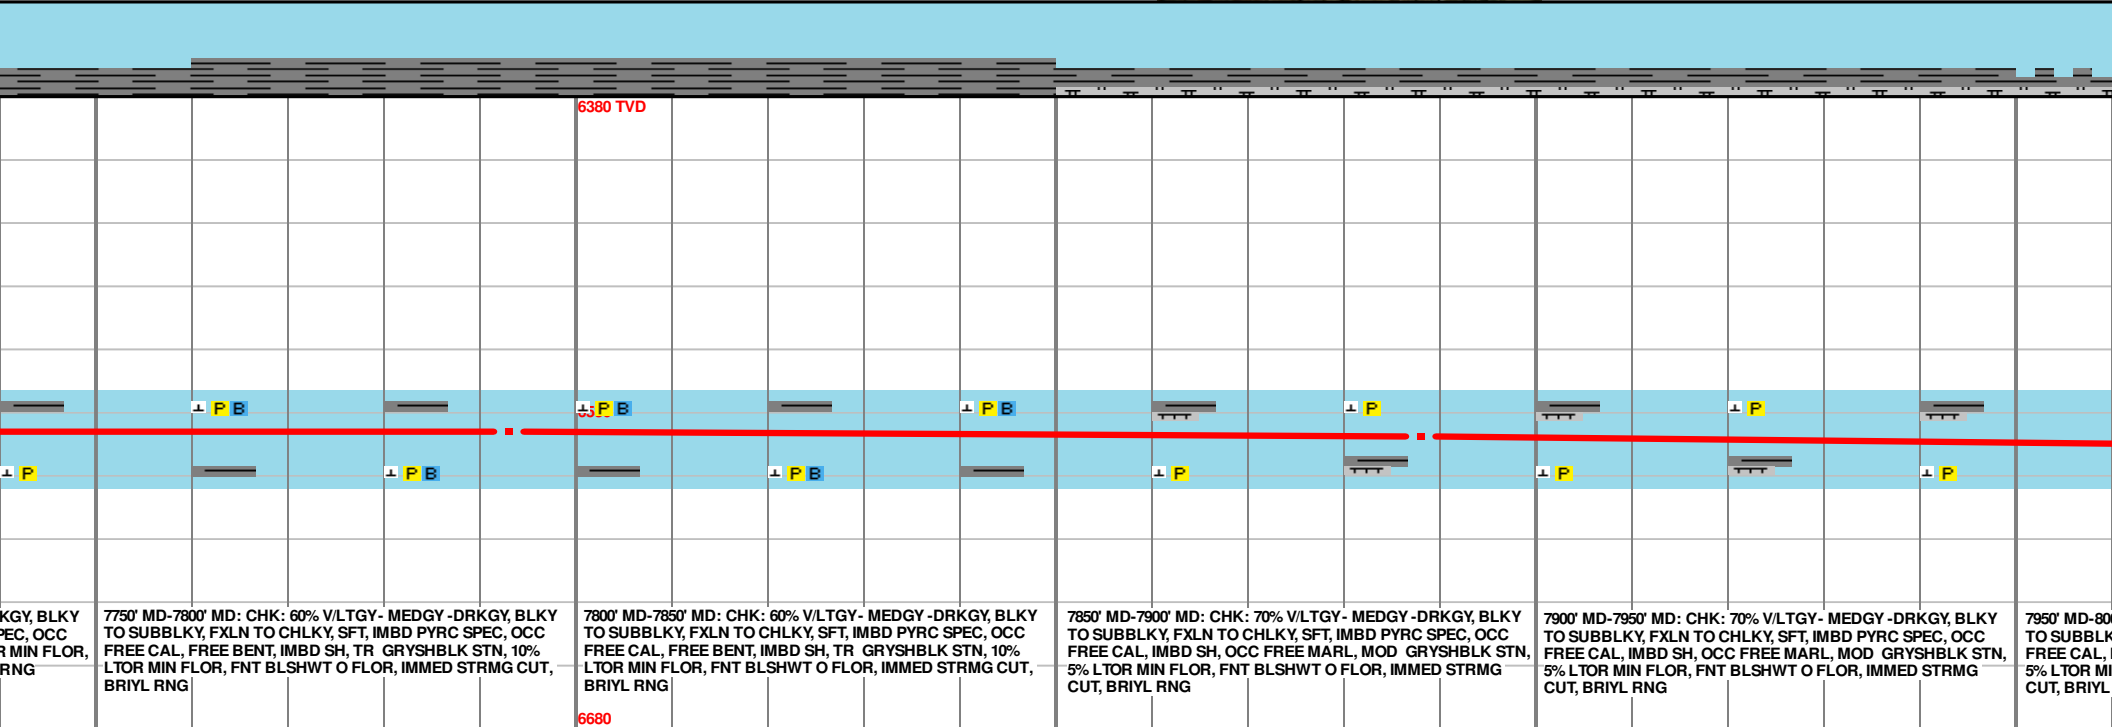 6380 TVD
P B
P B
P B
P
P
P
P B
P B
P
P
P
KGY, BLKY
PEC, OCC
R MIN FLOR,
RNG
7750' MD-7800' MD: CHK: 60% V/LTGY- MEDGY -DRKGY, BLKY
TO SUBBLKY, FXLN TO CHLKY, SFT, IMBD PYRC SPEC, OCC
FREE CAL, FREE BENT, IMBD SH, TR GRYSHBLK STN, 10%
LTOR MIN FLOR, FNT BLSHWT O FLOR, IMMED STRMG CUT,
BRIYL RNG
7800' MD-7850' MD: CHK: 60% V/LTGY- MEDGY -DRKGY, BLKY
TO SUBBLKY, FXLN TO CHLKY, SFT, IMBD PYRC SPEC, OCC
FREE CAL, FREE BENT, IMBD SH, TR GRYSHBLK STN, 10%
LTOR MIN FLOR, FNT BLSHWT O FLOR, IMMED STRMG CUT,
BRIYL RNG
7850' MD-7900' MD: CHK: 70% V/LTGY- MEDGY -DRKGY, BLKY
TO SUBBLKY, FXLN TO CHLKY, SFT, IMBD PYRC SPEC, OCC
FREE CAL, IMBD SH, OCC FREE MARL, MOD GRYSHBLK STN,
5% LTOR MIN FLOR, FNT BLSHWT O FLOR, IMMED STRMG
CUT, BRIYL RNG
7900' MD-7950' MD: CHK: 70% V/LTGY- MEDGY -DRKGY, BLKY
TO SUBBLKY, FXLN TO CHLKY, SFT, IMBD PYRC SPEC, OCC
FREE CAL, IMBD SH, OCC FREE MARL, MOD GRYSHBLK STN,
5% LTOR MIN FLOR, FNT BLSHWT O FLOR, IMMED STRMG
CUT, BRIYL RNG
7950' MD-80
TO SUBBLK
FREE CAL,
5% LTOR MI
CUT, BRIYL
6680